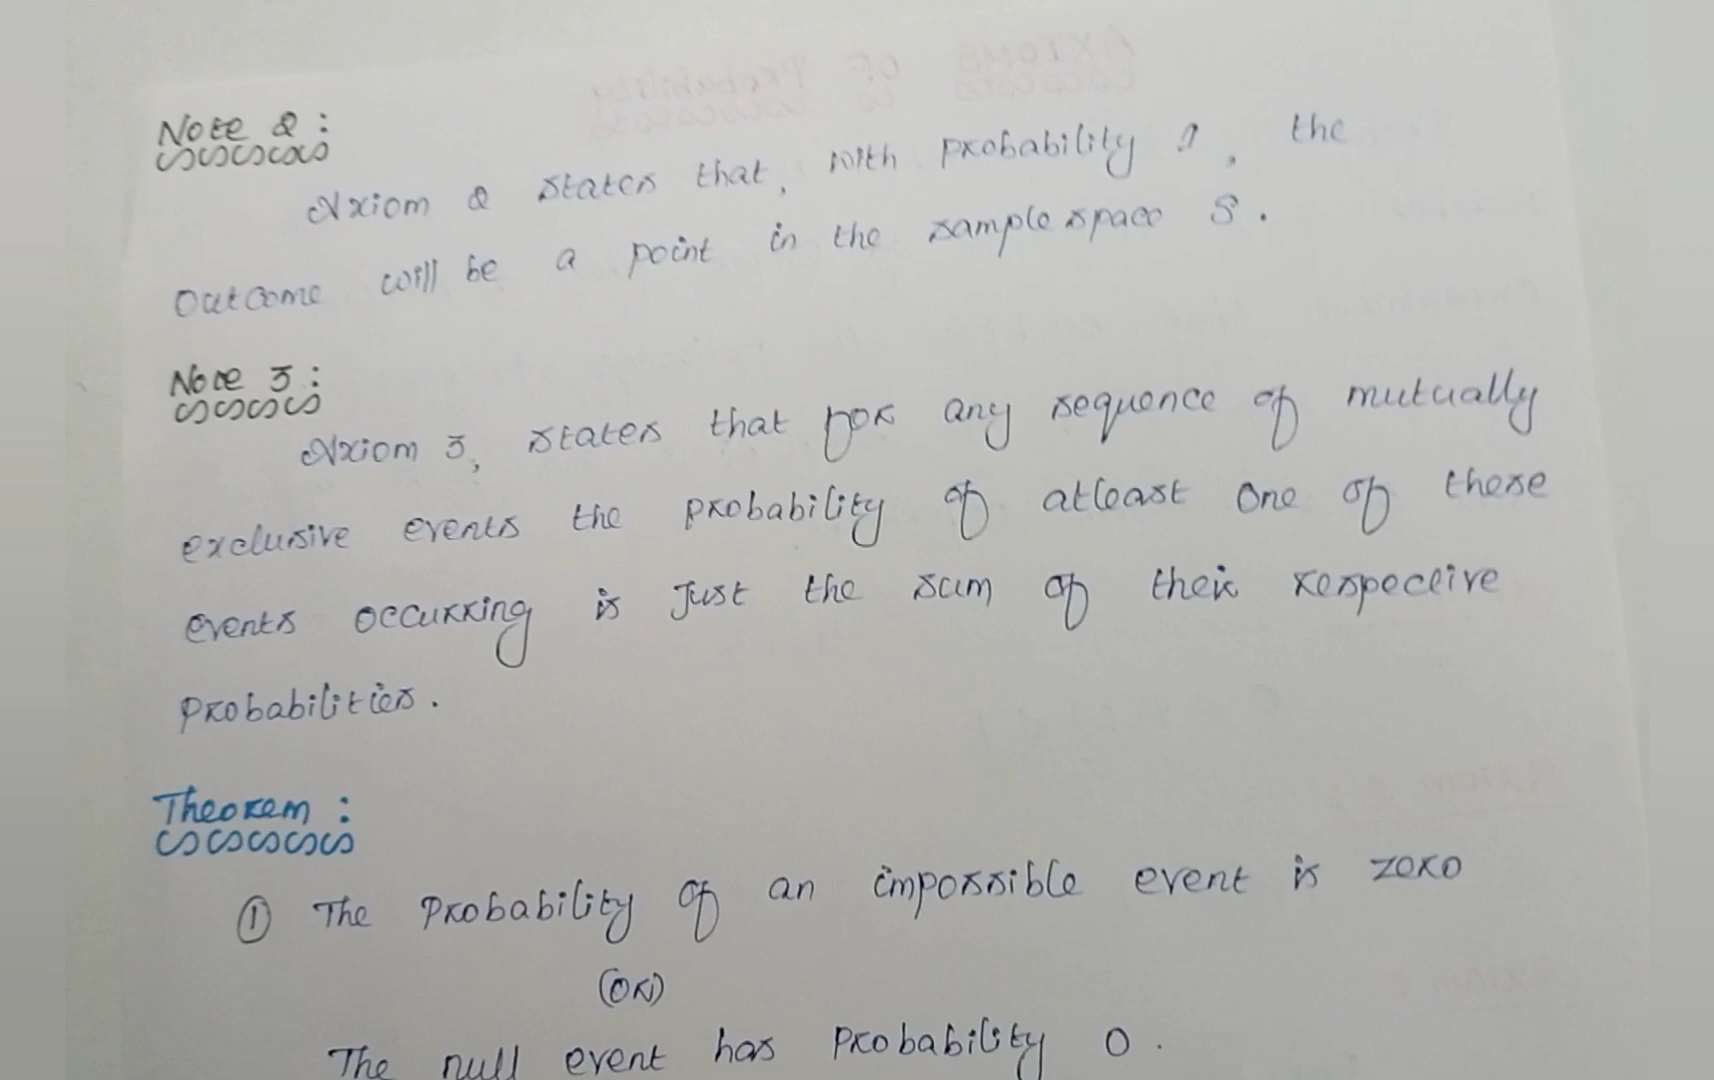 Note 2 :
Axiom 2 states that, with probability 1, the
Outcome will be a point in the sample space S.
Note 3 :
Axiom 3, states that for any sequence of mutually
exclusive events the probability of atleast one of these
events occurring is Just the sum of their respective
probabilities.
Theorem :
① The Probability of an impossible event is zero
(OR)
The null event has Probability 0.